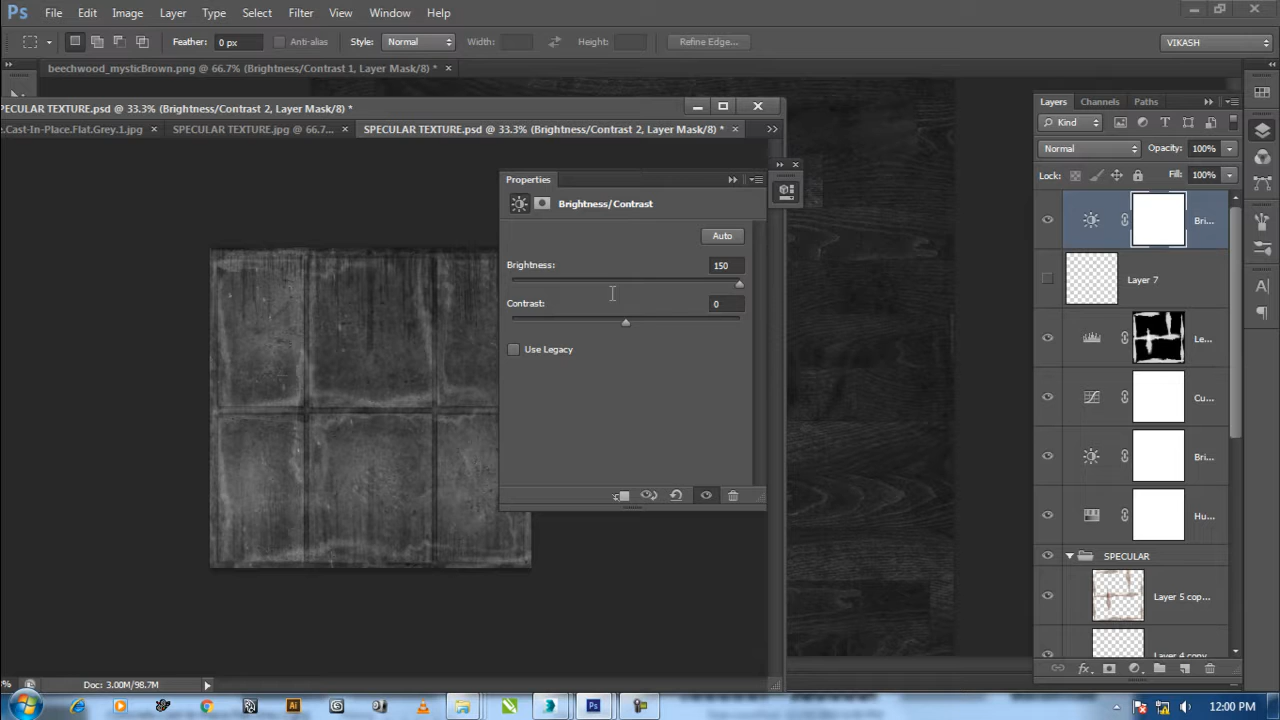 Ps File Edit Image Layer Type Select Filter View Window Help
Feather: 0 px Anti-alias Style: Normal Width: Height: Refine Edge... VIKASH
beechwood_mysticBrown.png @ 66.7% (Brightness/Contrast 1, Layer Mask/8) *
PECULAR TEXTURE.psd @ 33.3% (Brightness/Contrast 2, Layer Mask/8) *
.Cast-In-Place.Flat.Grey.1.jpg SPECULAR TEXTURE.jpg @ 66.7... SPECULAR TEXTURE.psd @ 33.3% (Brightness/Contrast 2, Layer Mask/8) *
Properties
Brightness/Contrast
Auto
Brightness: 150
Contrast: 0
Use Legacy
Layers Channels Paths
Kind
Normal Opacity: 100%
Lock: Fill: 100%
Bri...
Layer 7
Le...
Cu...
Bri...
Hu...
SPECULAR
Layer 5 cop...
Layer 4 copy
Doc: 3.00M/98.7M
12:00 PM